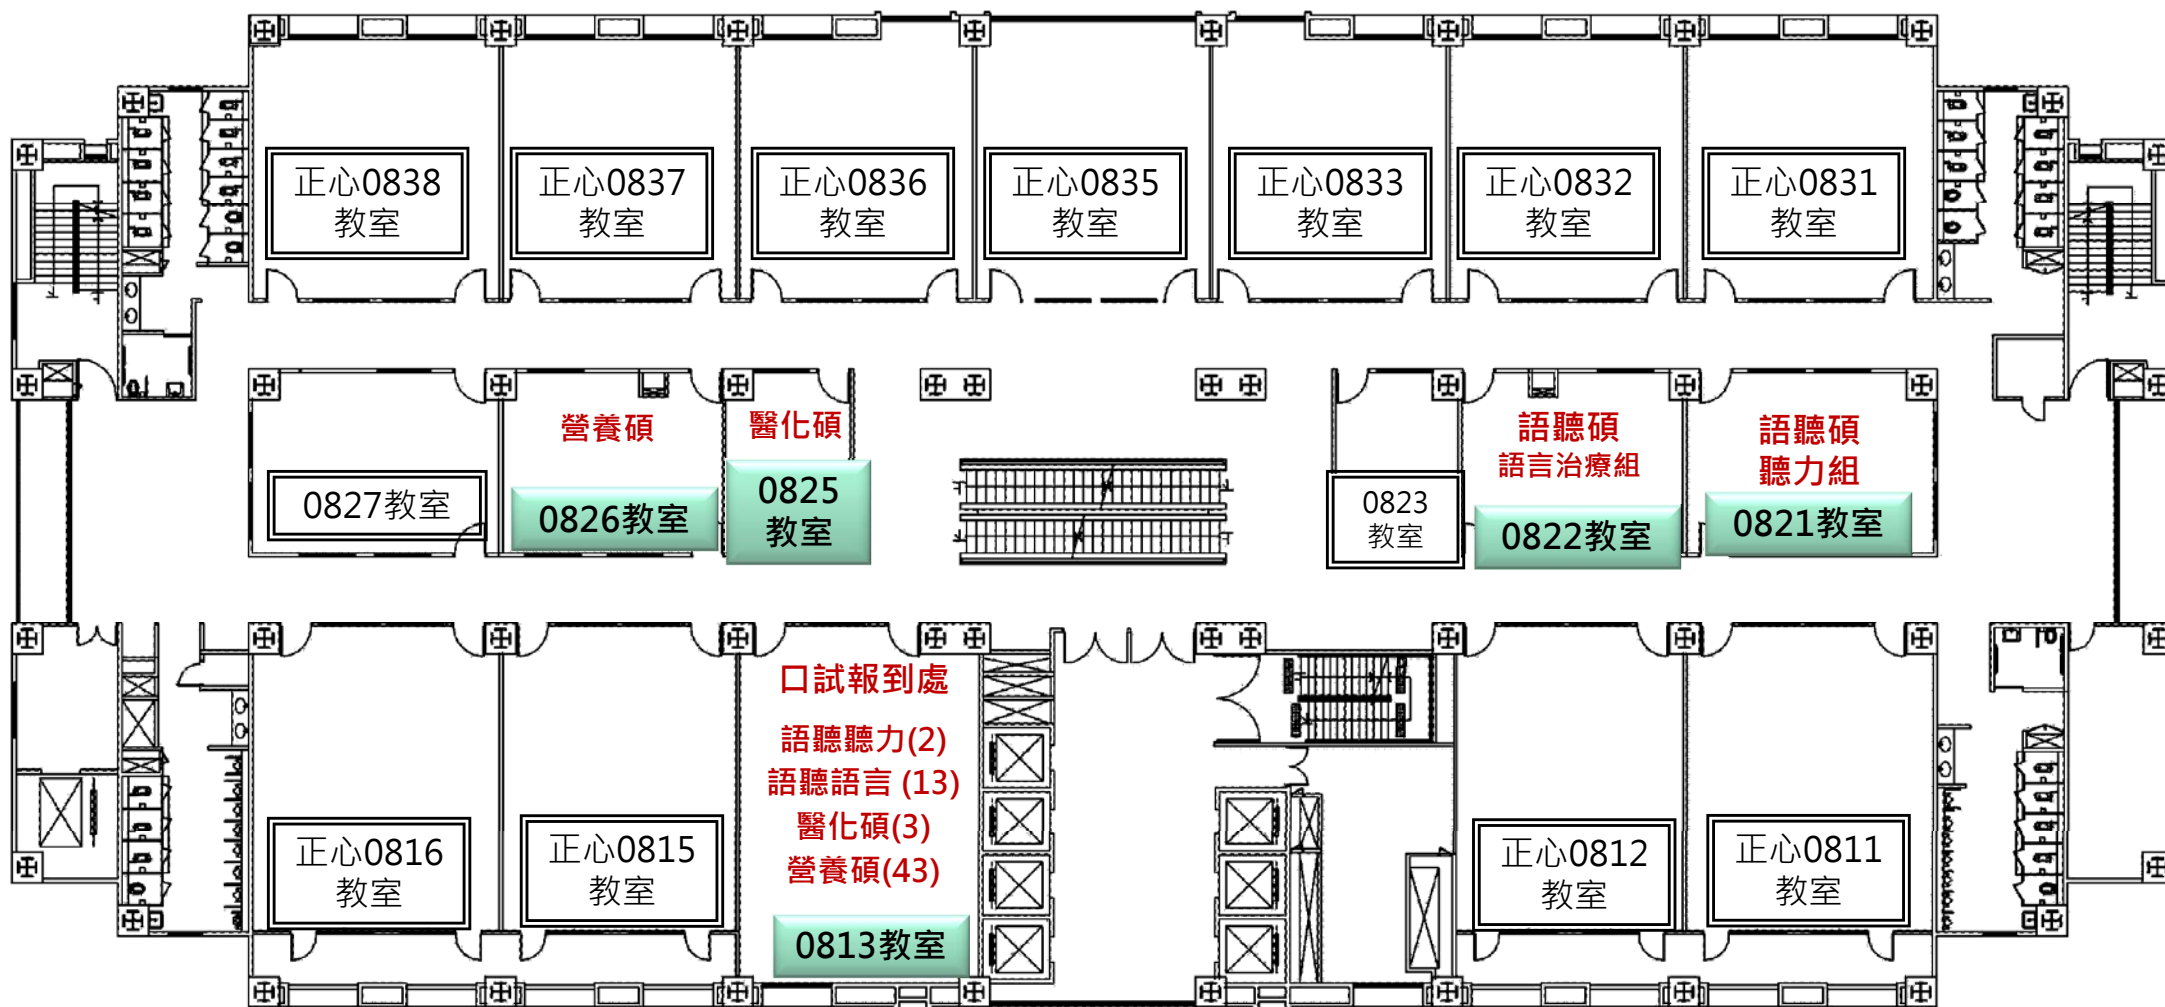 正心0838
教室
正心0837
教室
正心0836
教室
正心0835
教室
正心0833
教室
正心0832
教室
正心0831
教室
0827教室
營養碩
0826教室
醫化碩
0825
教室
0823
教室
語聽碩
語言治療組
0822教室
語聽碩
聽力組
0821教室
正心0816
教室
正心0815
教室
口試報到處
語聽聽力(2)
語聽語言 (13)
醫化碩(3)
營養碩(43)
0813教室
正心0812
教室
正心0811
教室